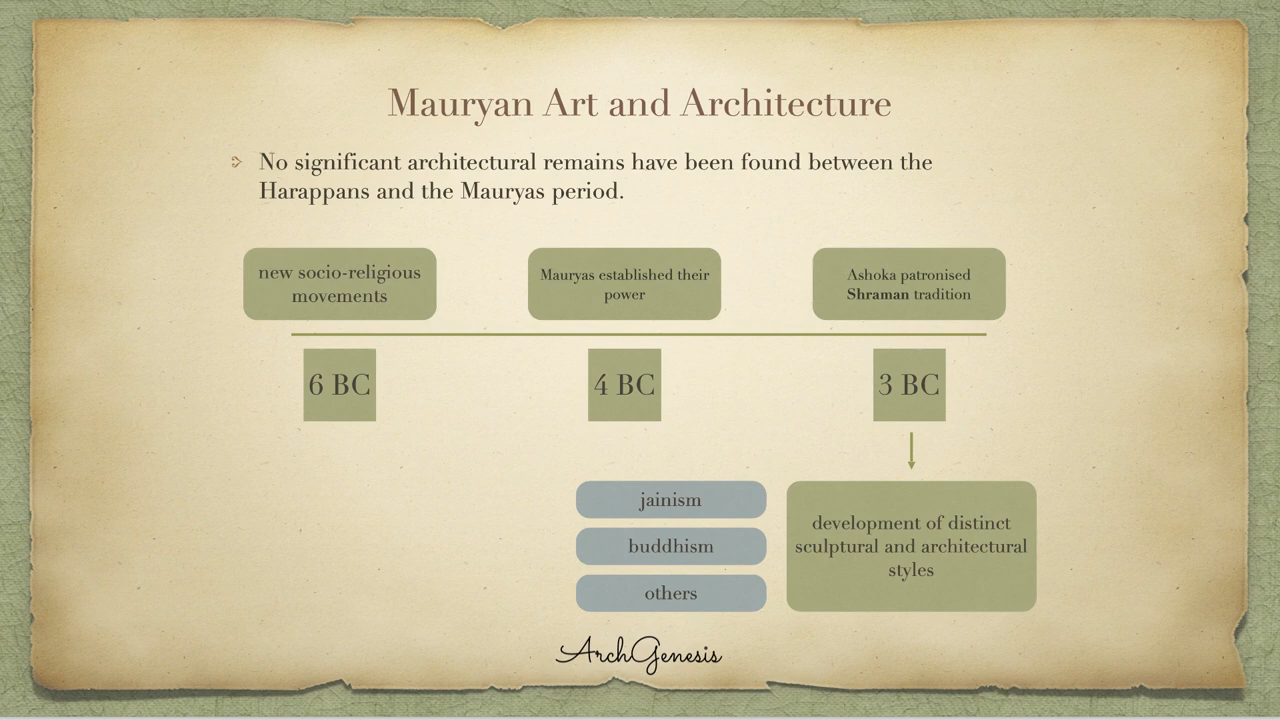 Mauryan Art and Architecture
No significant architectural remains have been found between the
Harappans and the Mauryas period.
new socio-religious
movements
Mauryas established their
power
Ashoka patronised
Shraman tradition
6 BC
4 BC
3 BC
jainism
buddhism
others
development of distinct
sculptural and architectural
styles
ArchGenesis